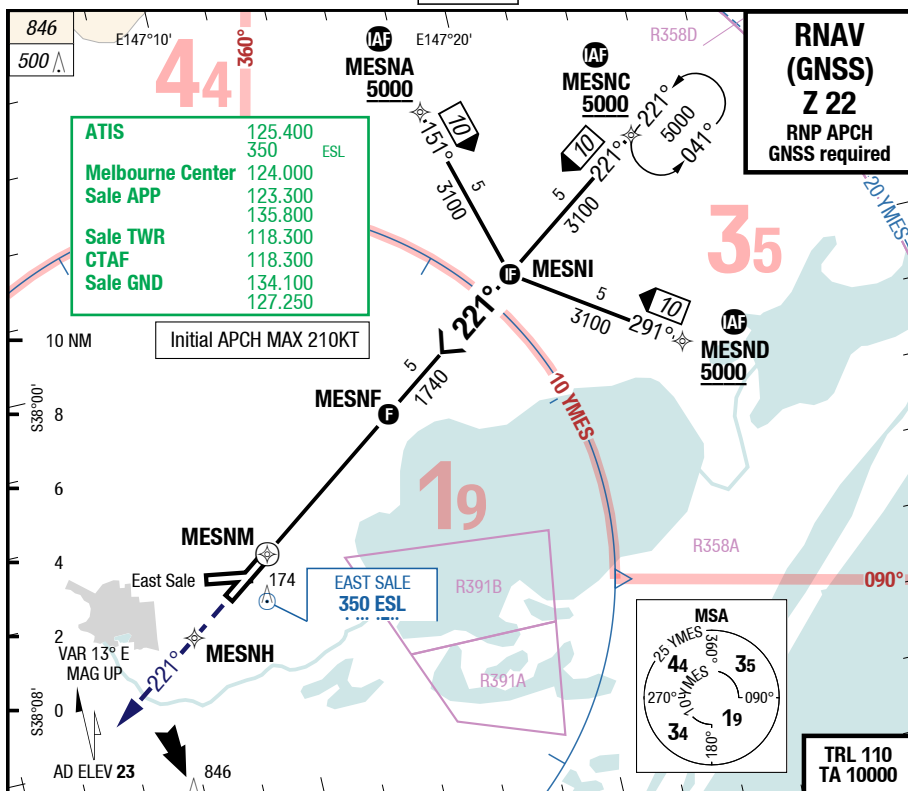 846
500
E147°10'
360°
44
IAF
MESNA
5000
E147°20'
IAF
MESNC
5000
R358D
RNAV
(GNSS)
Z 22
RNP APCH
GNSS required
ATIS 125.400
350 ESL
Melbourne Center 124.000
Sale APP 123.300
135.800
Sale TWR 118.300
CTAF 118.300
Sale GND 134.100
127.250
10
151°
5
3100
10
221°
5
3100
221°
5000
041°
20 YMES
35
IF
MESNI
5
3100
10
291°
IAF
MESND
5000
10 NM
Initial APCH MAX 210KT
221°
5
1740
MESNF
F
10 YMES
S38°00'
8
6
19
MESNM
4
East Sale
174
EAST SALE
350 ESL
R391B
R358A
090°
R391A
2
MESNH
221°
VAR 13° E
MAG UP
S38°08'
0
AD ELEV 23
846
MSA
25 YMES
360°
44
35
270°
10 YMES
090°
34
19
180°
TRL 110
TA 10000